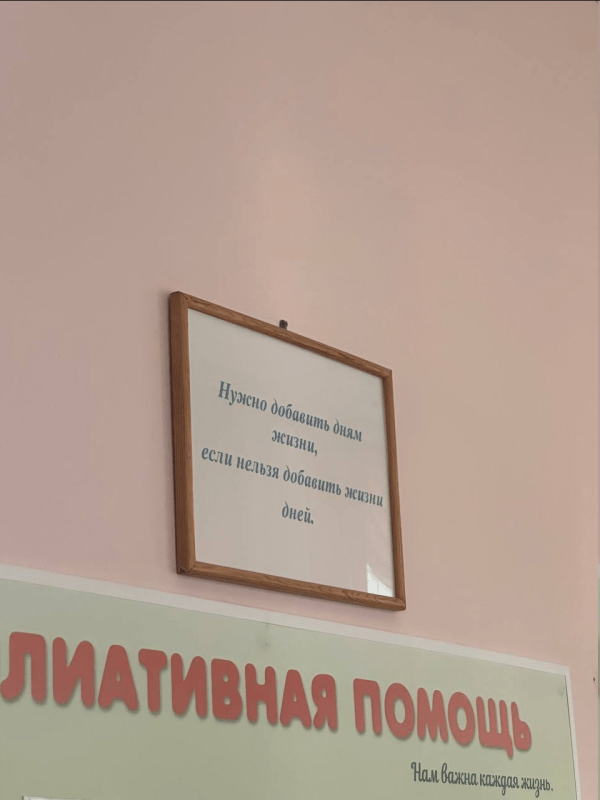 Нужно добавить дням
жизни,
если нельзя добавить жизни
дней.
ЛИАТИВНАЯ ПОМОЩЬ
Нам важна каждая жизнь.